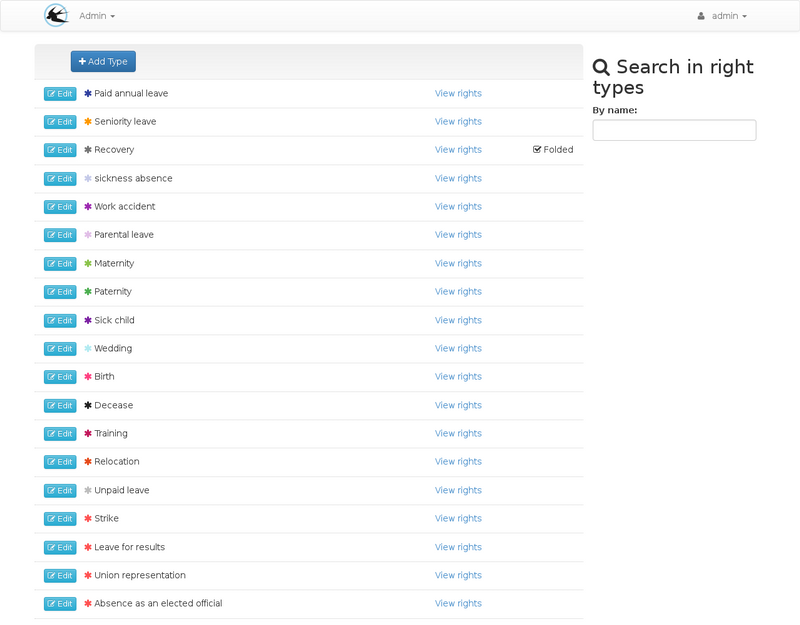 Admin
admin
Add Type
Edit Paid annual leave View rights
Edit Seniority leave View rights
Edit Recovery View rights Folded
Edit sickness absence View rights
Edit Work accident View rights
Edit Parental leave View rights
Edit Maternity View rights
Edit Paternity View rights
Edit Sick child View rights
Edit Wedding View rights
Edit Birth View rights
Edit Decease View rights
Edit Training View rights
Edit Relocation View rights
Edit Unpaid leave View rights
Edit Strike View rights
Edit Leave for results View rights
Edit Union representation View rights
Edit Absence as an elected official View rights
Search in right
types
By name: